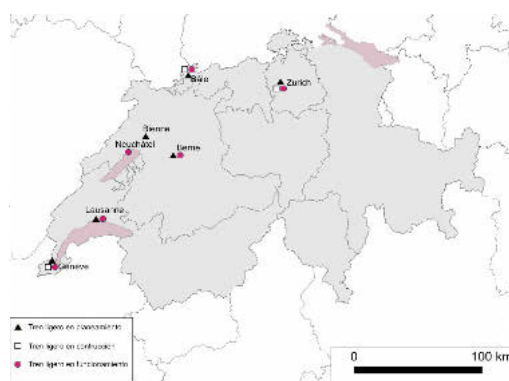 Bâle
Zurich
Bienne
Neuchâtel
Berne
Lausanne
Genève
Tren ligero en planeamiento
Tren ligero en contruccion
Tren ligero en funcionamiento
0 100 km